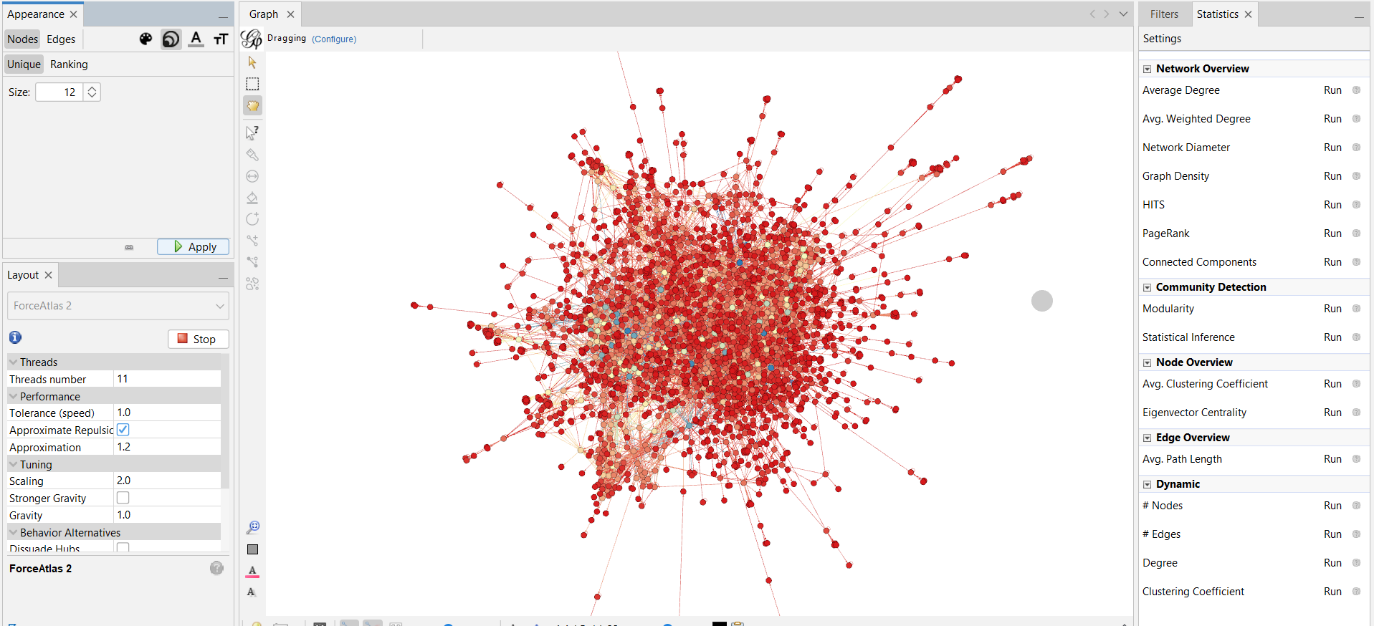 Appearance
Nodes Edges A TT
Unique Ranking
Size: 12
Apply
Layout
ForceAtlas 2
Stop
Threads
Threads number 11
Performance
Tolerance (speed) 1.0
Approximate Repulsic
Approximation 1.2
Tuning
Scaling 2.0
Stronger Gravity
Gravity 1.0
Behavior Alternatives
Dissuade Hubs
ForceAtlas 2
Graph
Dragging (Configure)
A
A
Filters Statistics
Settings
Network Overview
Average Degree Run
Avg. Weighted Degree Run
Network Diameter Run
Graph Density Run
HITS Run
PageRank Run
Connected Components Run
Community Detection
Modularity Run
Statistical Inference Run
Node Overview
Avg. Clustering Coefficient Run
Eigenvector Centrality Run
Edge Overview
Avg. Path Length Run
Dynamic
# Nodes Run
# Edges Run
Degree Run
Clustering Coefficient Run